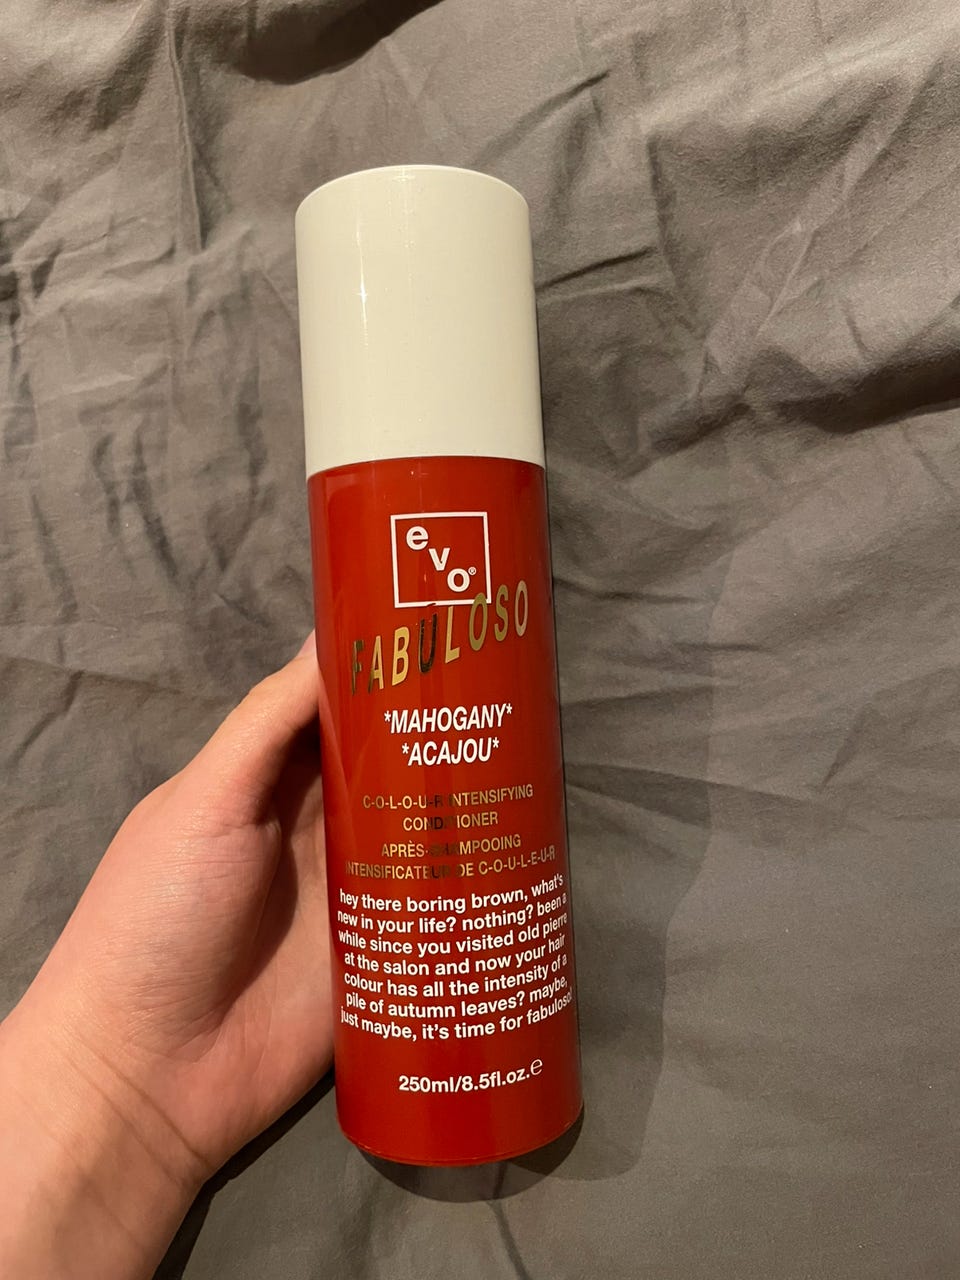 evo®
FABULOSO
*MAHOGANY*
*ACAJOU*
C-O-L-O-U-R INTENSIFYING
CONDITIONER
APRÈS-SHAMPOOING
INTENSIFICATEUR DE C-O-U-L-E-U-R
hey there boring brown, what's
new in your life? nothing? been a
while since you visited old pierre
at the salon and now your hair
colour has all the intensity of a
pile of autumn leaves? maybe,
just maybe, it's time for fabuloso!
250ml/8.5fl.oz.℮